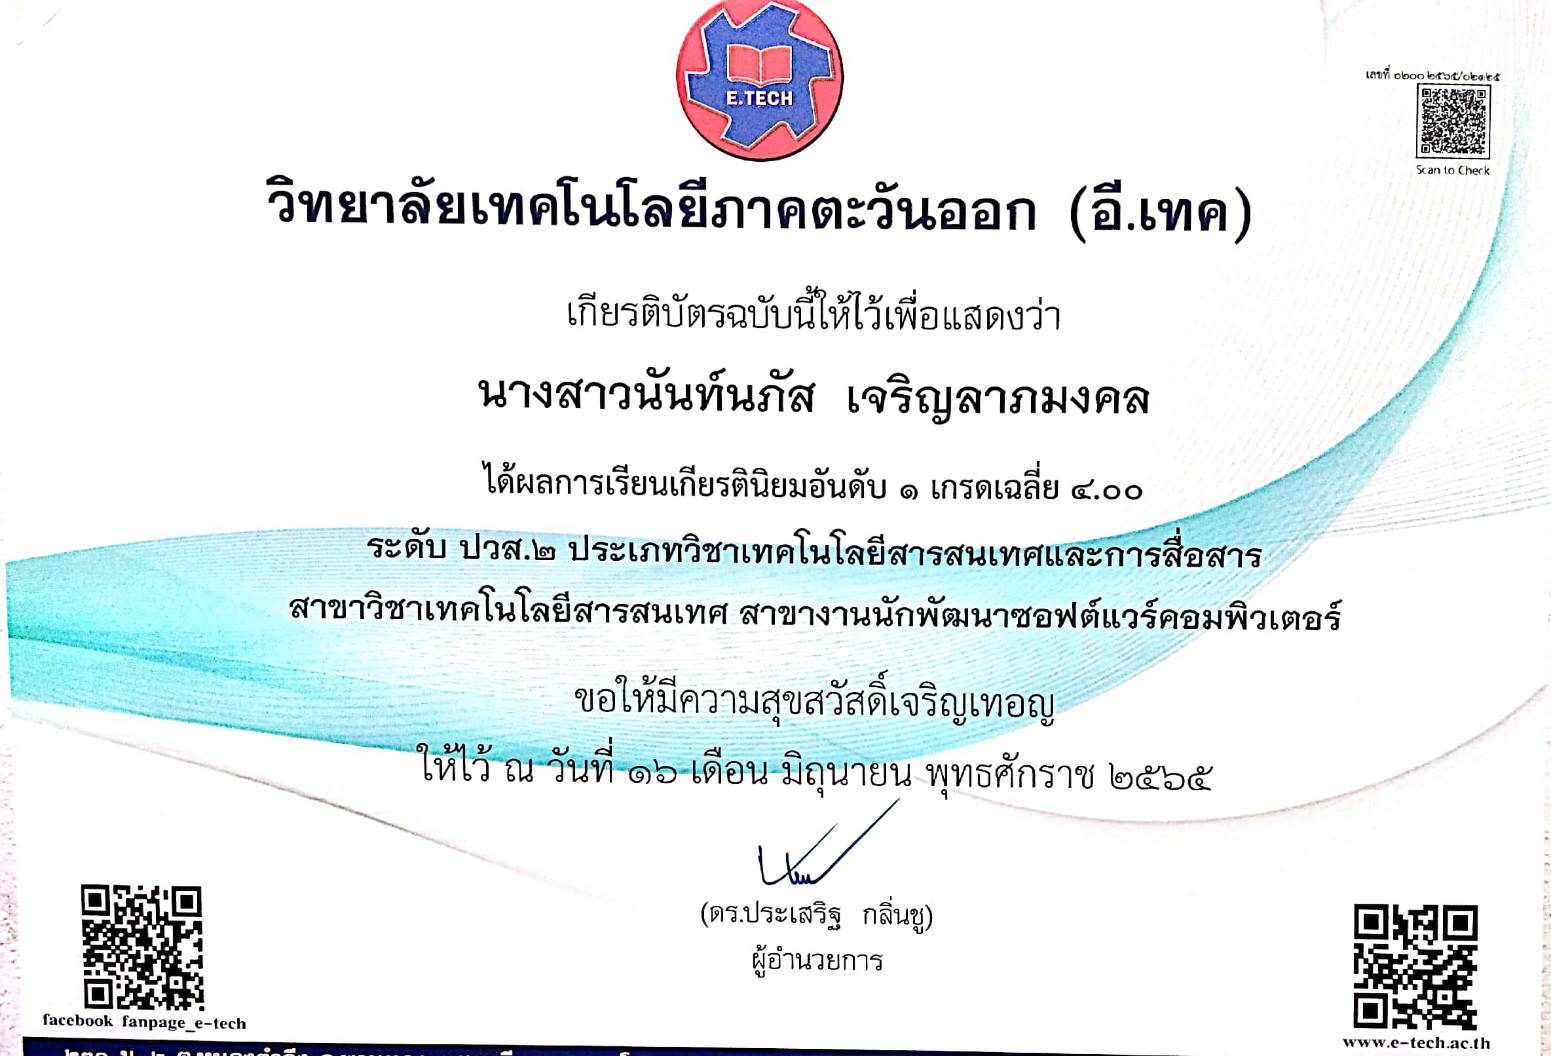 E.TECH
เลขที่ ๐๒๐๐ ๒๕๖๕/๐๒๑๒๕
Scan to Check
วิทยาลัยเทคโนโลยีภาคตะวันออก (อี.เทค)
เกียรติบัตรฉบับนี้ให้ไว้เพื่อแสดงว่า
นางสาวนันท์นภัส เจริญลาภมงคล
ได้ผลการเรียนเกียรตินิยมอันดับ ๑ เกรดเฉลี่ย ๔.๐๐
ระดับ ปวส.๒ ประเภทวิชาเทคโนโลยีสารสนเทศและการสื่อสาร
สาขาวิชาเทคโนโลยีสารสนเทศ สาขางานนักพัฒนาซอฟต์แวร์คอมพิวเตอร์
ขอให้มีความสุขสวัสดิ์เจริญเทอญ
ให้ไว้ ณ วันที่ ๑๖ เดือน มิถุนายน พุทธศักราช ๒๕๖๕
(ดร.ประเสริฐ กลิ่นชู)
ผู้อำนวยการ
facebook fanpage_e-tech
www.e-tech.ac.th